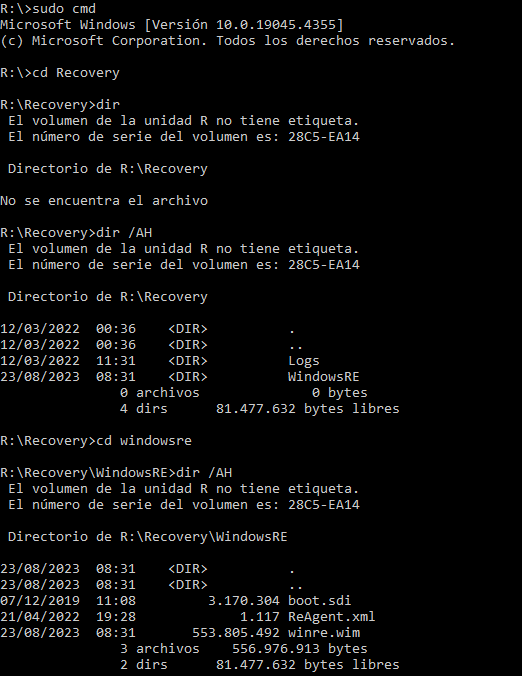 R:\>sudo cmd
Microsoft Windows [Versión 10.0.19045.4355]
(c) Microsoft Corporation. Todos los derechos reservados.
R:\>cd Recovery
R:\Recovery>dir
El volumen de la unidad R no tiene etiqueta.
El número de serie del volumen es: 28C5-EA14
Directorio de R:\Recovery
No se encuentra el archivo
R:\Recovery>dir /AH
El volumen de la unidad R no tiene etiqueta.
El número de serie del volumen es: 28C5-EA14
Directorio de R:\Recovery
12/03/2022  00:36    <DIR>          .
12/03/2022  00:36    <DIR>          ..
12/03/2022  11:31    <DIR>          Logs
23/08/2023  08:31    <DIR>          WindowsRE
0 archivos              0 bytes
4 dirs      81.477.632 bytes libres
R:\Recovery>cd windowsre
R:\Recovery\WindowsRE>dir /AH
El volumen de la unidad R no tiene etiqueta.
El número de serie del volumen es: 28C5-EA14
Directorio de R:\Recovery\WindowsRE
23/08/2023  08:31    <DIR>          .
23/08/2023  08:31    <DIR>          ..
07/12/2019  11:08         3.170.304 boot.sdi
21/04/2022  19:28             1.117 ReAgent.xml
23/08/2023  08:31       553.805.492 winre.wim
3 archivos    556.976.913 bytes
2 dirs      81.477.632 bytes libres